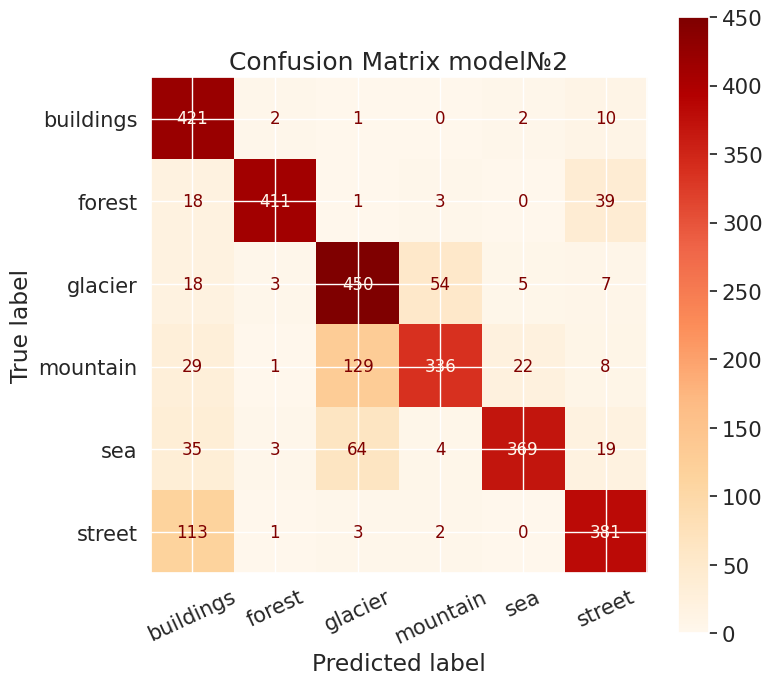 Confusion Matrix model№2
True label
buildings 421 2 1 0 2 10
forest 18 411 1 3 0 39
glacier 18 3 450 54 5 7
mountain 29 1 129 336 22 8
sea 35 3 64 4 369 19
street 113 1 3 2 0 381
buildings forest glacier mountain sea street
Predicted label
450
400
350
300
250
200
150
100
50
0